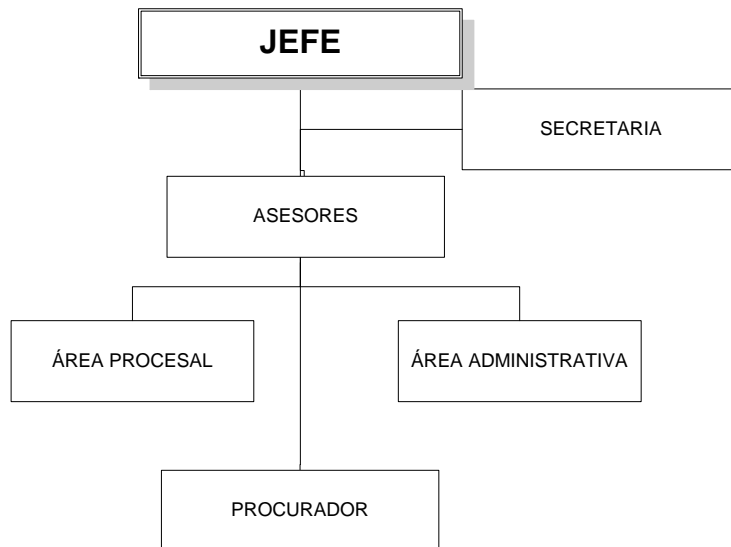 JEFE
SECRETARIA
ASESORES
ÁREA PROCESAL
ÁREA ADMINISTRATIVA
PROCURADOR